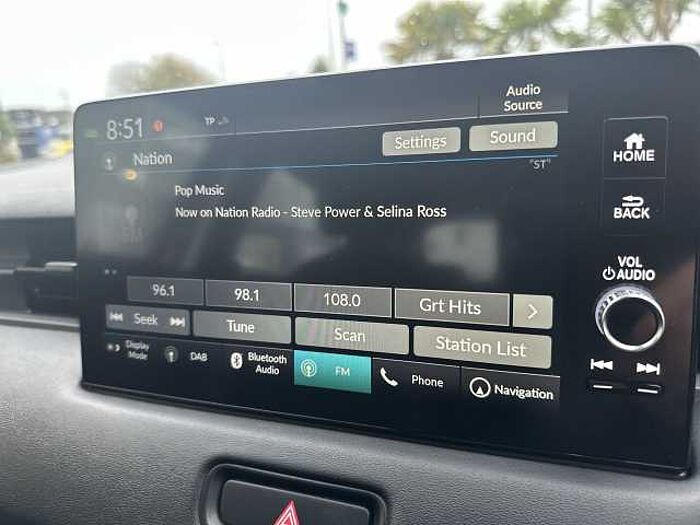 8:51 TP Audio Source
Nation Settings Sound
"ST"
Pop Music
Now on Nation Radio - Steve Power & Selina Ross
96.1 98.1 108.0 Grt Hits >
Seek Tune Scan Station List
Display Mode DAB Bluetooth Audio FM Phone Navigation
HOME
BACK
VOL
AUDIO